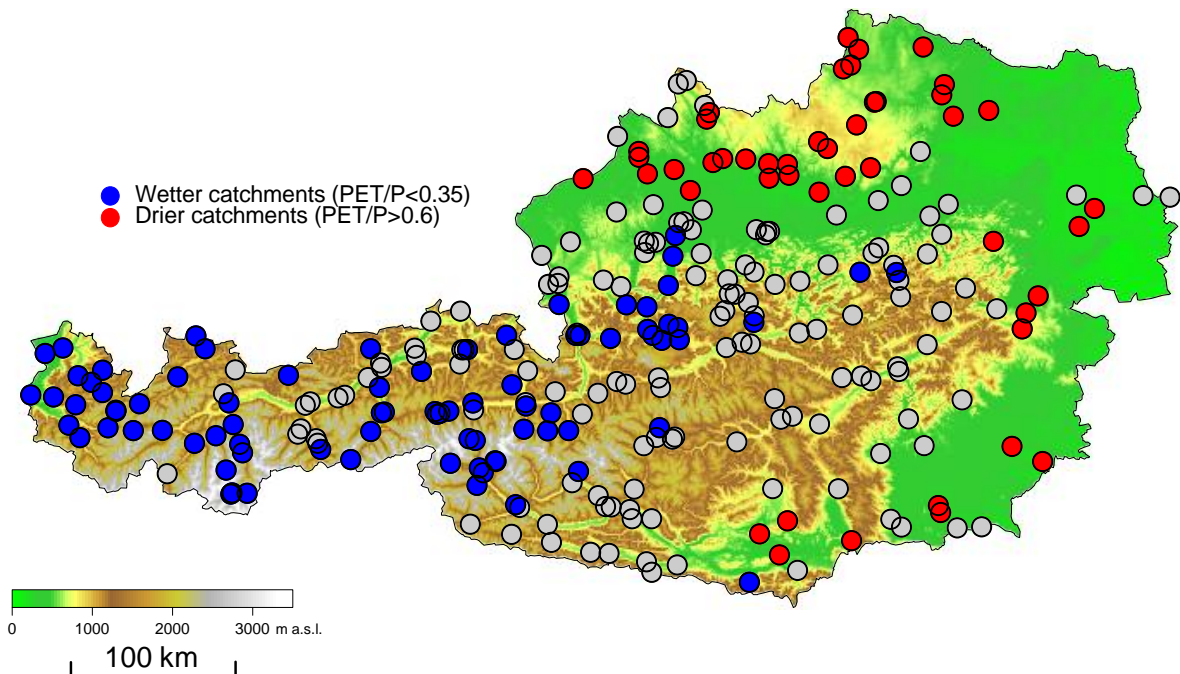 Wetter catchments (PET/P<0.35)
Drier catchments (PET/P>0.6)
0 1000 2000 3000 m a.s.l.
100 km